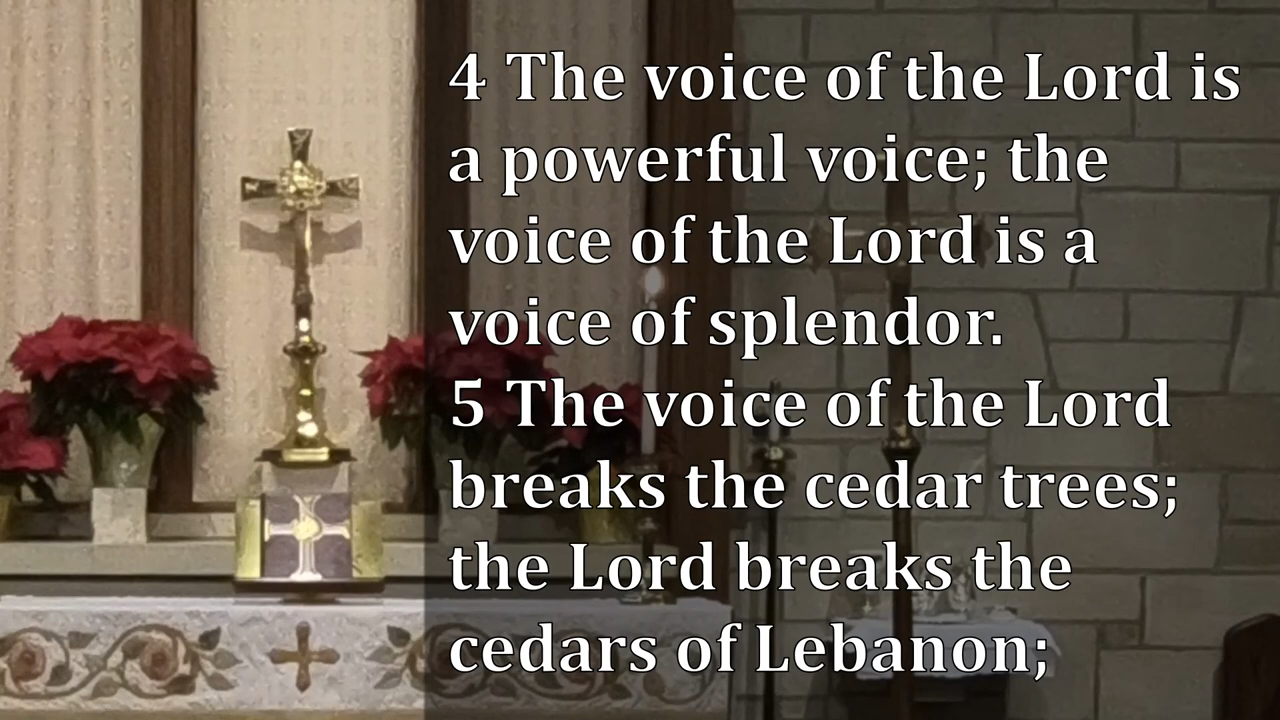 4 The voice of the Lord is
a powerful voice; the
voice of the Lord is a
voice of splendor.
5 The voice of the Lord
breaks the cedar trees;
the Lord breaks the
cedars of Lebanon;